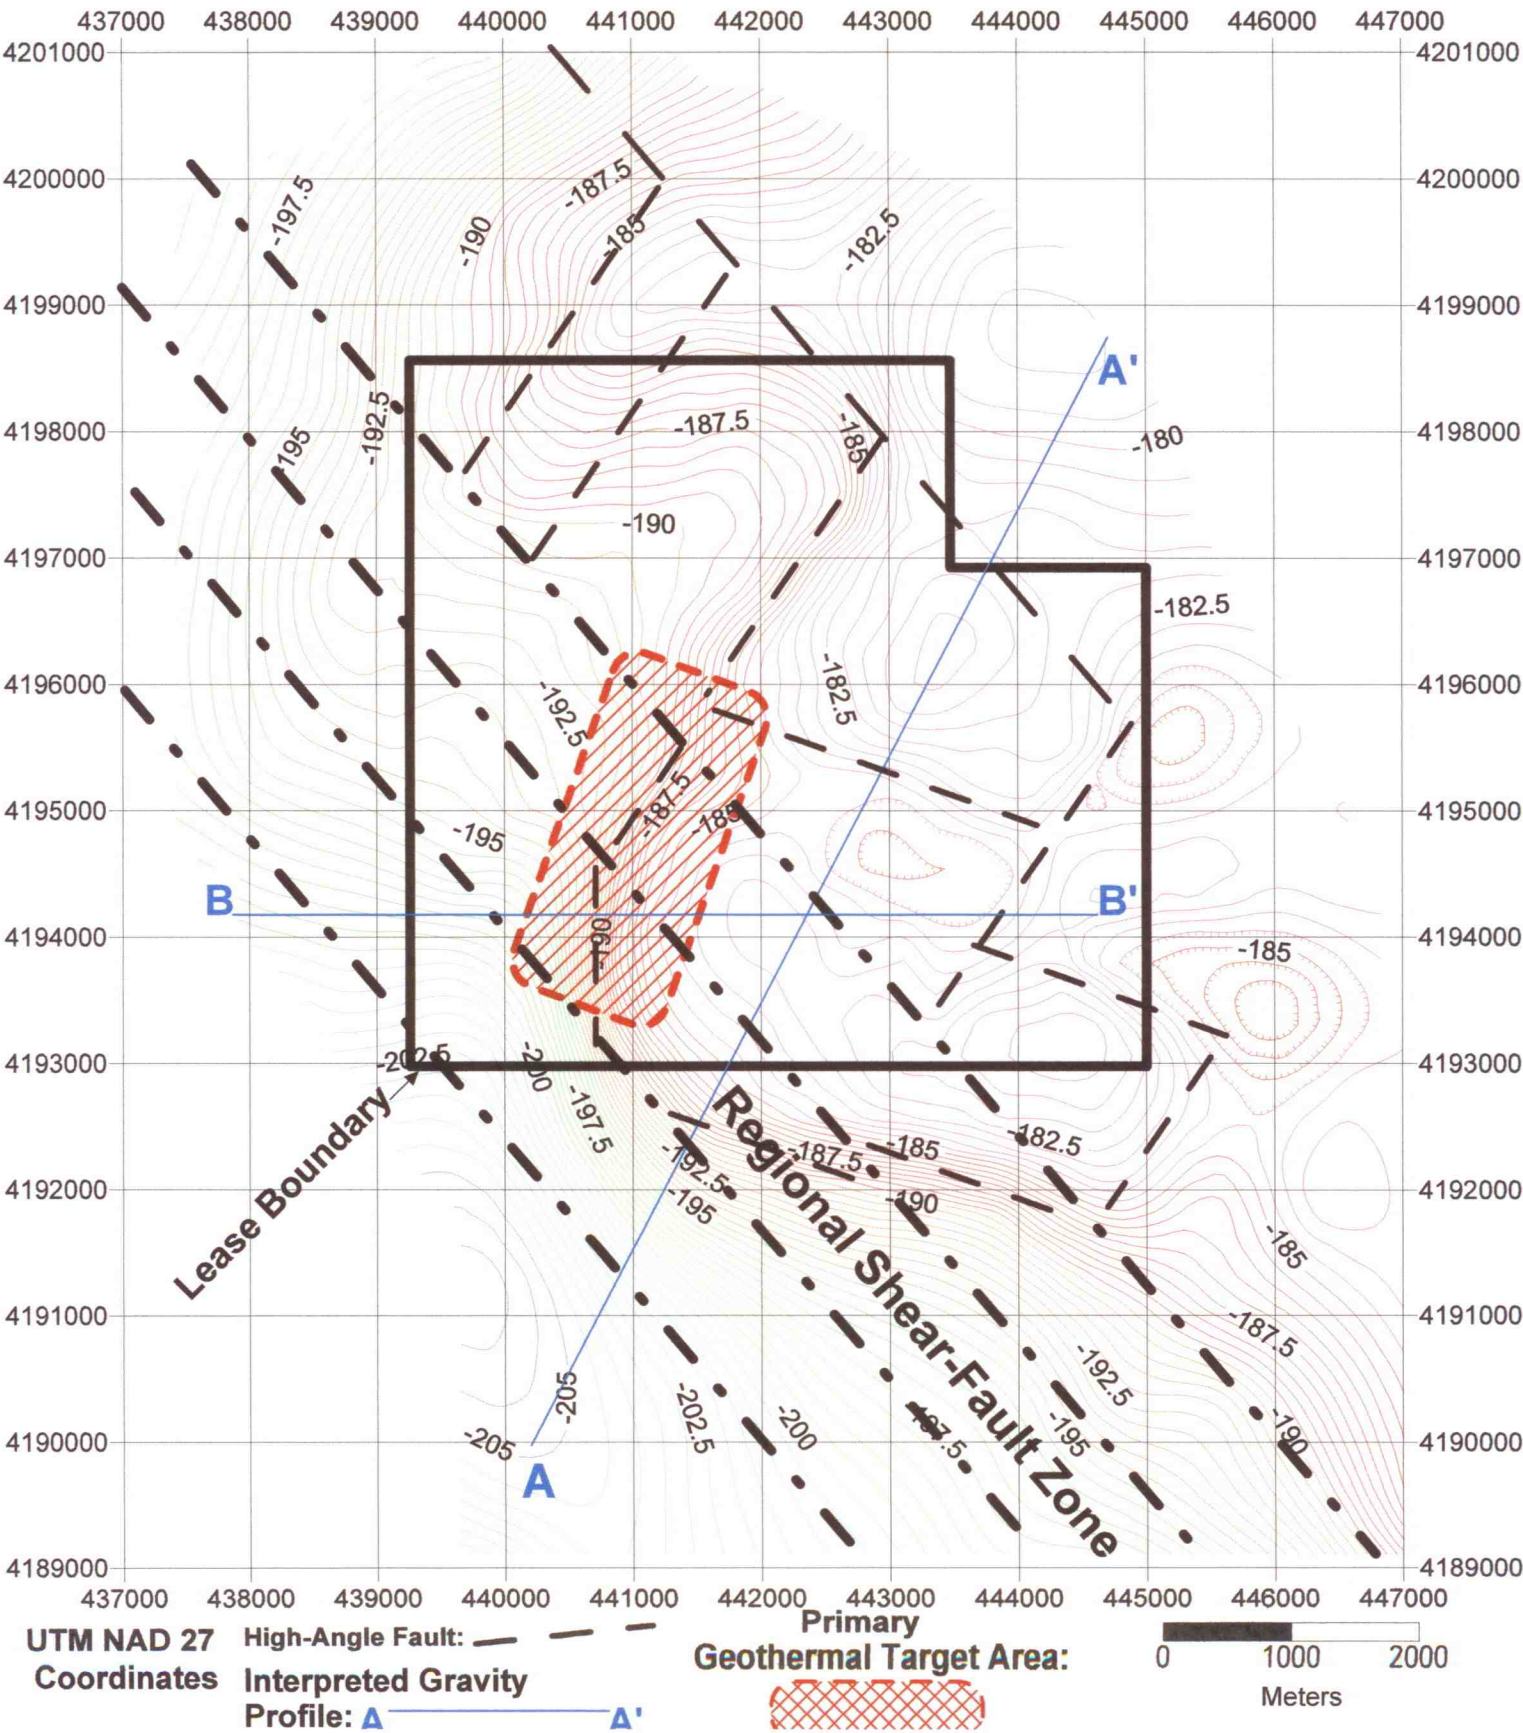 437000 438000 439000 440000 441000 442000 443000 444000 445000 446000 447000
4201000 4201000
-187.5
4200000 4200000
-197.5 -190 -185 -182.5
4199000 4199000
A'
-192.5 -187.5 -185
4198000 -180 4198000
-195
-190
4197000 4197000
-182.5
4196000 -192.5 -182.5 4196000
-187.5
4195000 -195 -185 4195000
B B'
4194000 -190 -185 4194000
4193000 -202.5 -200 4193000
Lease Boundary
-197.5 -182.5
-192.5 -187.5 -185
4192000 -195 -190 4192000
Regional Shear-Fault Zone
-185
4191000 -187.5 4191000
-205 -192.5
4190000 -205 -202.5 -200 -197.5 -195 -190 4190000
A
4189000 4189000
437000 438000 439000 440000 441000 442000 443000 444000 445000 446000 447000
UTM NAD 27
Coordinates
High-Angle Fault:
Interpreted Gravity
Profile: A A'
Primary
Geothermal Target Area:
0 1000 2000
Meters